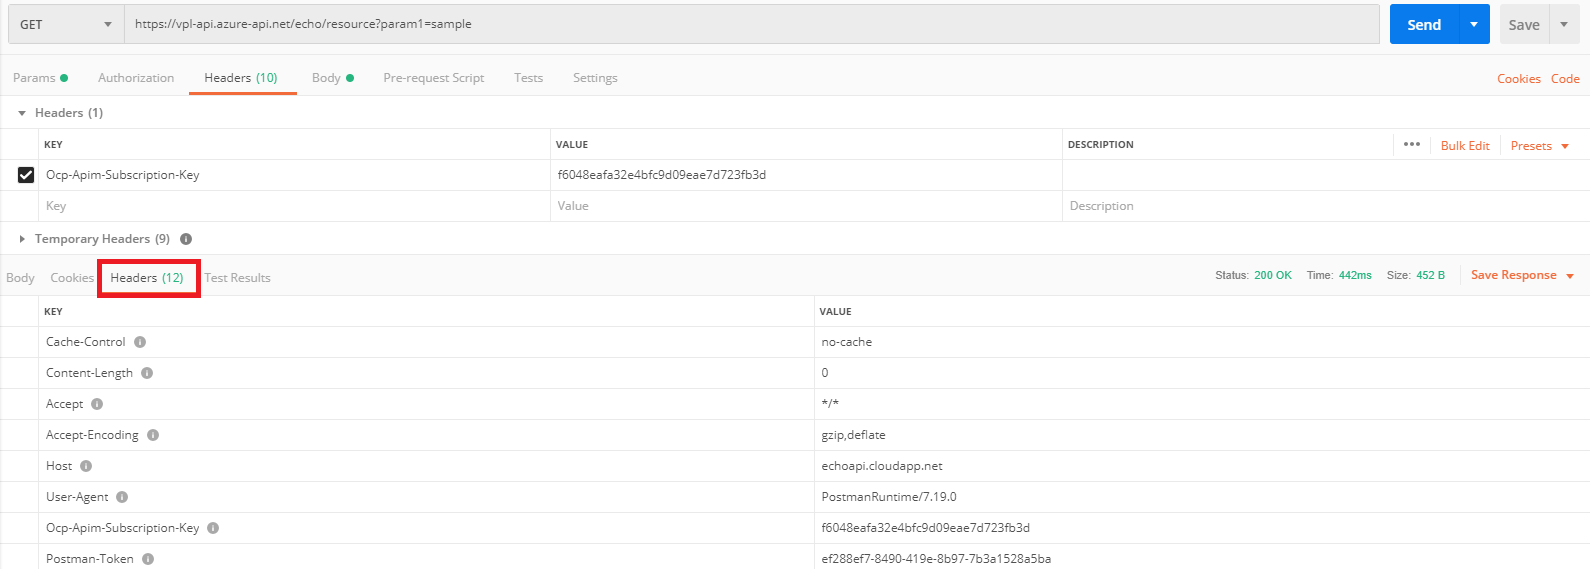 GET https://vpl-api.azure-api.net/echo/resource?param1=sample Send Save
Params Authorization Headers (10) Body Pre-request Script Tests Settings Cookies Code
Headers (1)
KEY VALUE DESCRIPTION ••• Bulk Edit Presets
Ocp-Apim-Subscription-Key f6048eafa32e4bfc9d09eae7d723fb3d
Key Value Description
Temporary Headers (9)
Body Cookies Headers (12) Test Results Status: 200 OK Time: 442ms Size: 452 B Save Response
KEY VALUE
Cache-Control no-cache
Content-Length 0
Accept */*
Accept-Encoding gzip,deflate
Host echoapi.cloudapp.net
User-Agent PostmanRuntime/7.19.0
Ocp-Apim-Subscription-Key f6048eafa32e4bfc9d09eae7d723fb3d
Postman-Token ef288ef7-8490-419e-8b97-7b3a1528a5ba